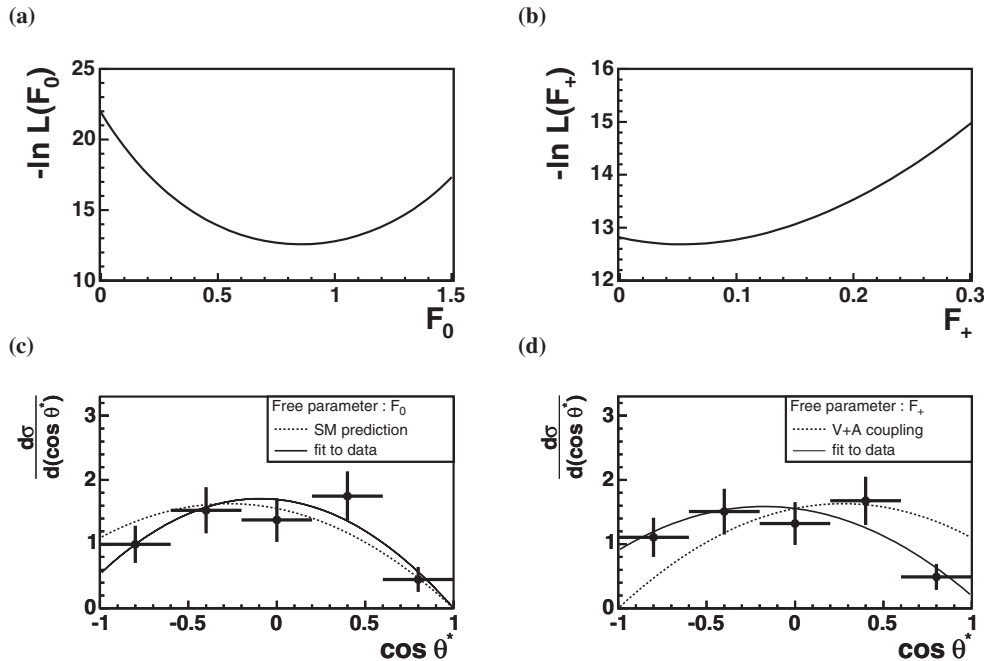 (a)
-ln L(F₀)
25
20
15
10
0
0.5
1
1.5
F₀
(b)
-ln L(F₊)
16
15
14
13
12
0
0.1
0.2
0.3
F₊
(c)
dσ
d(cos θ*)
3
2
1
0
Free parameter : F₀
SM prediction
fit to data
-1
-0.5
0
0.5
1
cos θ*
(d)
dσ
d(cos θ*)
3
2
1
0
Free parameter : F₊
V+A coupling
fit to data
-1
-0.5
0
0.5
1
cos θ*